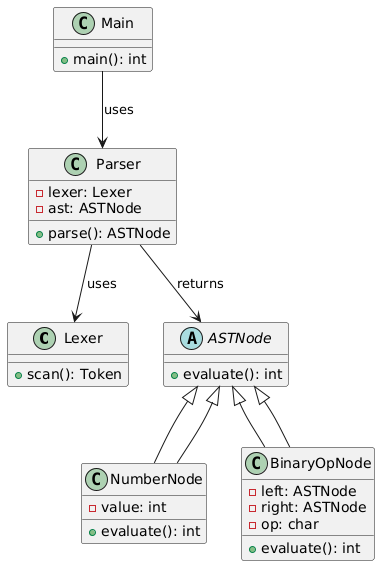 C Main
main(): int
uses
C Parser
lexer: Lexer
ast: ASTNode
parse(): ASTNode
uses
returns
C Lexer
scan(): Token
A ASTNode
evaluate(): int
C NumberNode
value: int
evaluate(): int
C BinaryOpNode
left: ASTNode
right: ASTNode
op: char
evaluate(): int